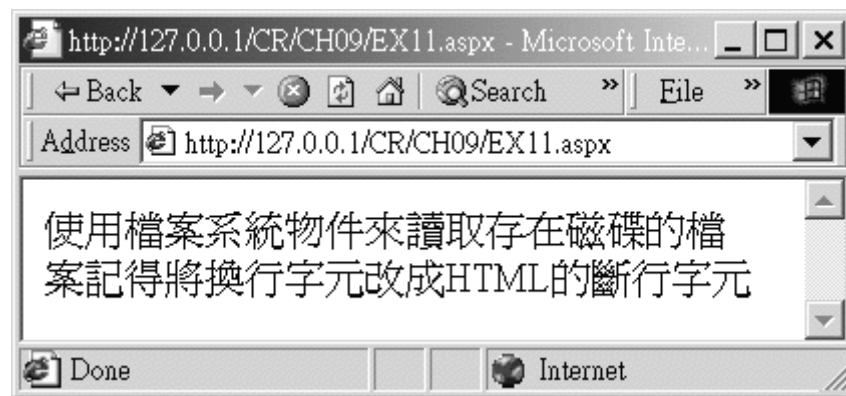 http://127.0.0.1/CR/CH09/EX11.aspx - Microsoft Inte...
Back Search » File »
Address http://127.0.0.1/CR/CH09/EX11.aspx
使用檔案系統物件來讀取存在磁碟的檔
案記得將換行字元改成HTML的斷行字元
Done Internet